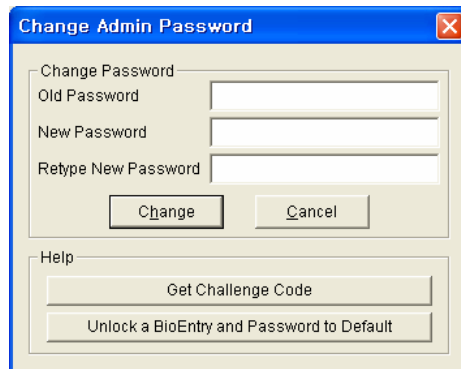 Change Admin Password
Change Password
Old Password
New Password
Retype New Password
Change Cancel
Help
Get Challenge Code
Unlock a BioEntry and Password to Default